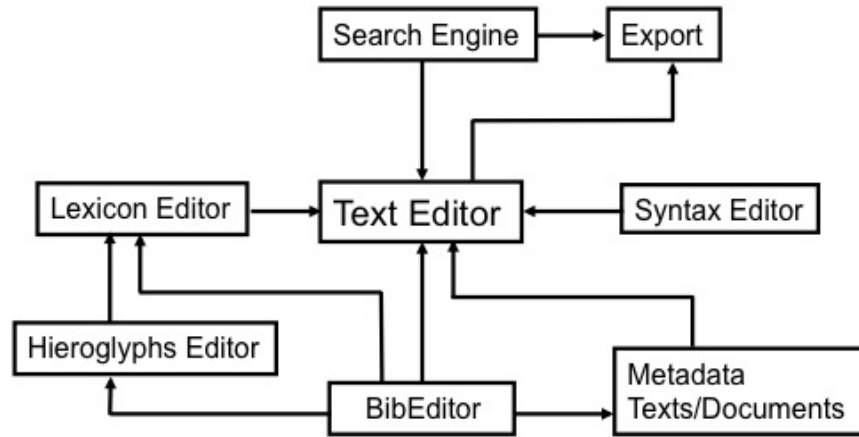 Search Engine
Export
Lexicon Editor
Text Editor
Syntax Editor
Hieroglyphs Editor
BibEditor
Metadata
Texts/Documents